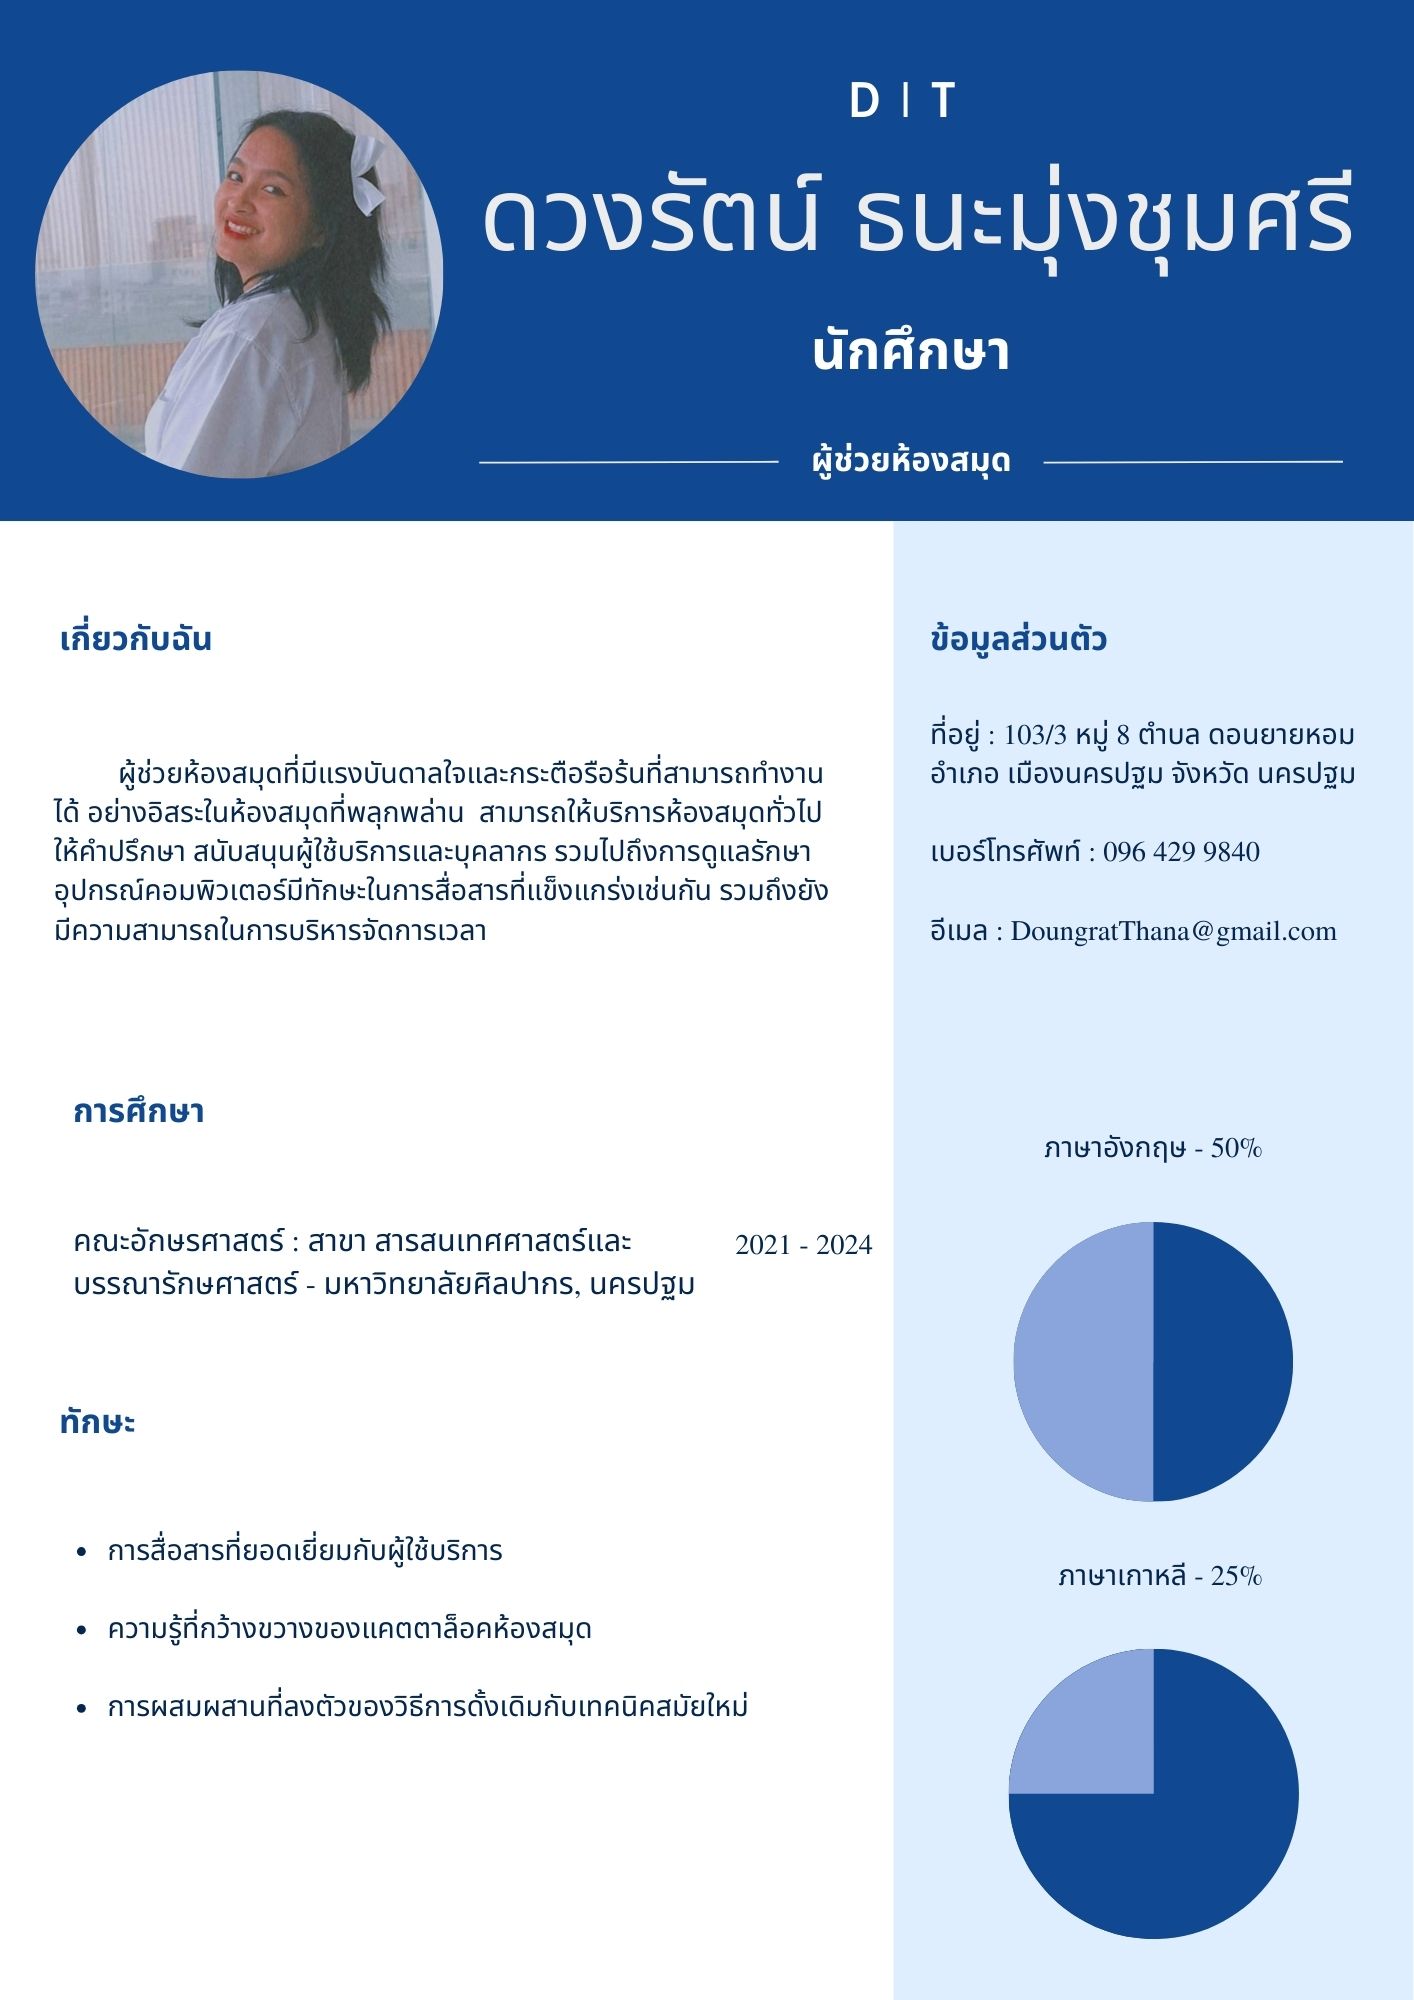 D | T
ดวงรัตน์ ธนะมุ่งชุมศรี
นักศึกษา
ผู้ช่วยห้องสมุด
เกี่ยวกับฉัน
ผู้ช่วยห้องสมุดที่มีแรงบันดาลใจและกระตือรือร้นที่สามารถทำงาน
ได้ อย่างอิสระในห้องสมุดที่พลุกพล่าน สามารถให้บริการห้องสมุดทั่วไป
ให้คำปรึกษา สนับสนุนผู้ใช้บริการและบุคลากร รวมไปถึงการดูแลรักษา
อุปกรณ์คอมพิวเตอร์มีทักษะในการสื่อสารที่แข็งแกร่งเช่นกัน รวมถึงยัง
มีความสามารถในการบริหารจัดการเวลา
การศึกษา
คณะอักษรศาสตร์ : สาขา สารสนเทศศาสตร์และ
บรรณารักษศาสตร์ - มหาวิทยาลัยศิลปากร, นครปฐม
2021 - 2024
ทักษะ
• การสื่อสารที่ยอดเยี่ยมกับผู้ใช้บริการ
• ความรู้ที่กว้างขวางของแคตตาล็อคห้องสมุด
• การผสมผสานที่ลงตัวของวิธีการดั้งเดิมกับเทคนิคสมัยใหม่
ข้อมูลส่วนตัว
ที่อยู่ : 103/3 หมู่ 8 ตำบล ดอนยายหอม
อำเภอ เมืองนครปฐม จังหวัด นครปฐม
เบอร์โทรศัพท์ : 096 429 9840
อีเมล : DoungratThana@gmail.com
ภาษาอังกฤษ - 50%
ภาษาเกาหลี - 25%